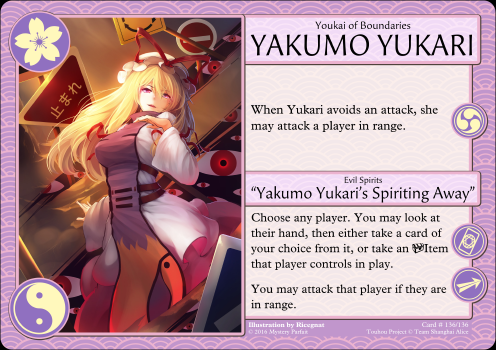 Youkai of Boundaries
YAKUMO YUKARI
止まれ
When Yukari avoids an attack, she
may attack a player in range.
Evil Spirits
“Yakumo Yukari's Spiriting Away”
Choose any player. You may look at
their hand, then either take a card of
your choice from it, or take an Item
that player controls in play.
You may attack that player if they are
in range.
Illustration by Ricegnat
© 2016 Mystery Parfait
Card # 136/136
Touhou Project © Team Shanghai Alice